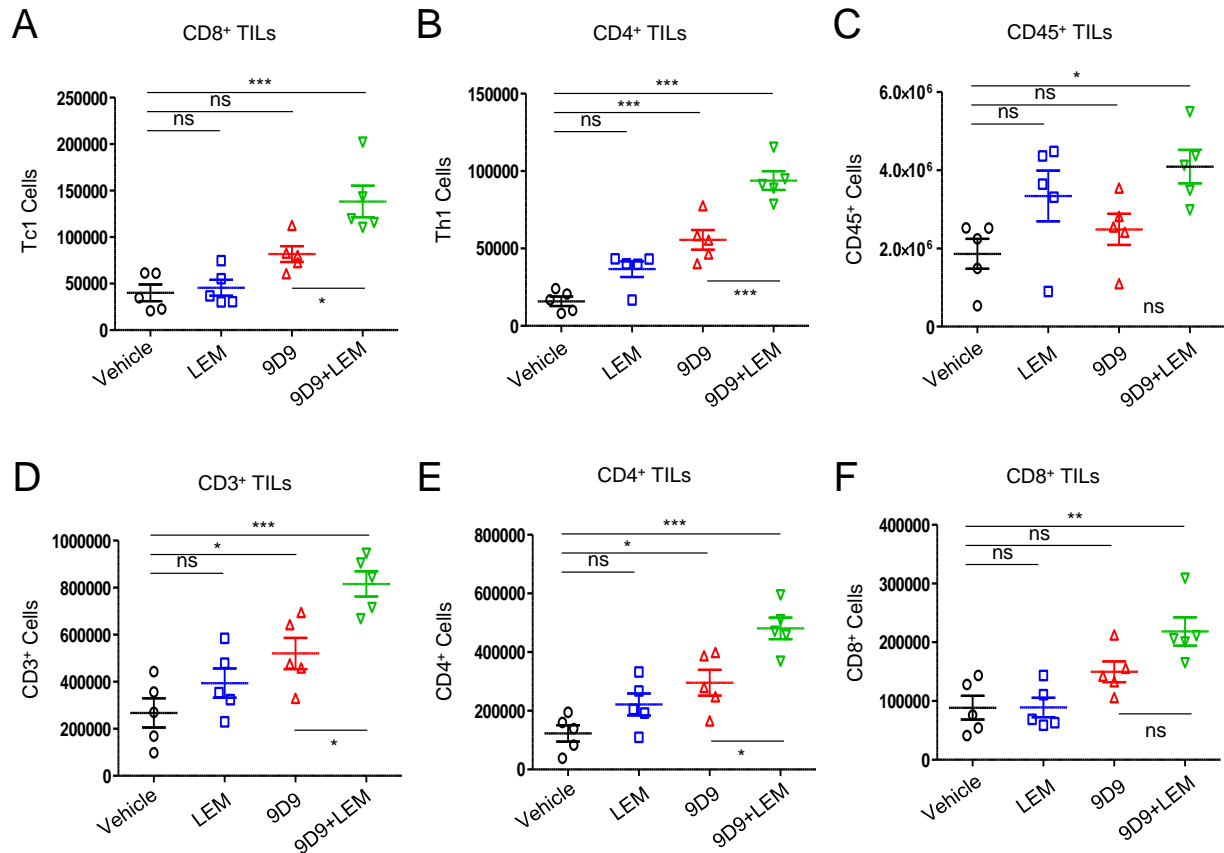 A
CD8⁺ TILs
Tc1 Cells
250000
200000
150000
100000
50000
0
***
ns
ns
*
Vehicle
LEM
9D9
9D9+LEM
B
CD4⁺ TILs
Th1 Cells
150000
100000
50000
0
***
***
ns
***
Vehicle
LEM
9D9
9D9+LEM
C
CD45⁺ TILs
CD45⁺ Cells
6.0×10⁶
4.0×10⁶
2.0×10⁶
0
*
ns
ns
ns
Vehicle
LEM
9D9
9D9+LEM
D
CD3⁺ TILs
CD3⁺ Cells
1000000
800000
600000
400000
200000
0
***
*
ns
*
Vehicle
LEM
9D9
9D9+LEM
E
CD4⁺ TILs
CD4⁺ Cells
800000
600000
400000
200000
0
***
*
ns
*
Vehicle
LEM
9D9
9D9+LEM
F
CD8⁺ TILs
CD8⁺ Cells
400000
300000
200000
100000
0
**
ns
ns
ns
Vehicle
LEM
9D9
9D9+LEM